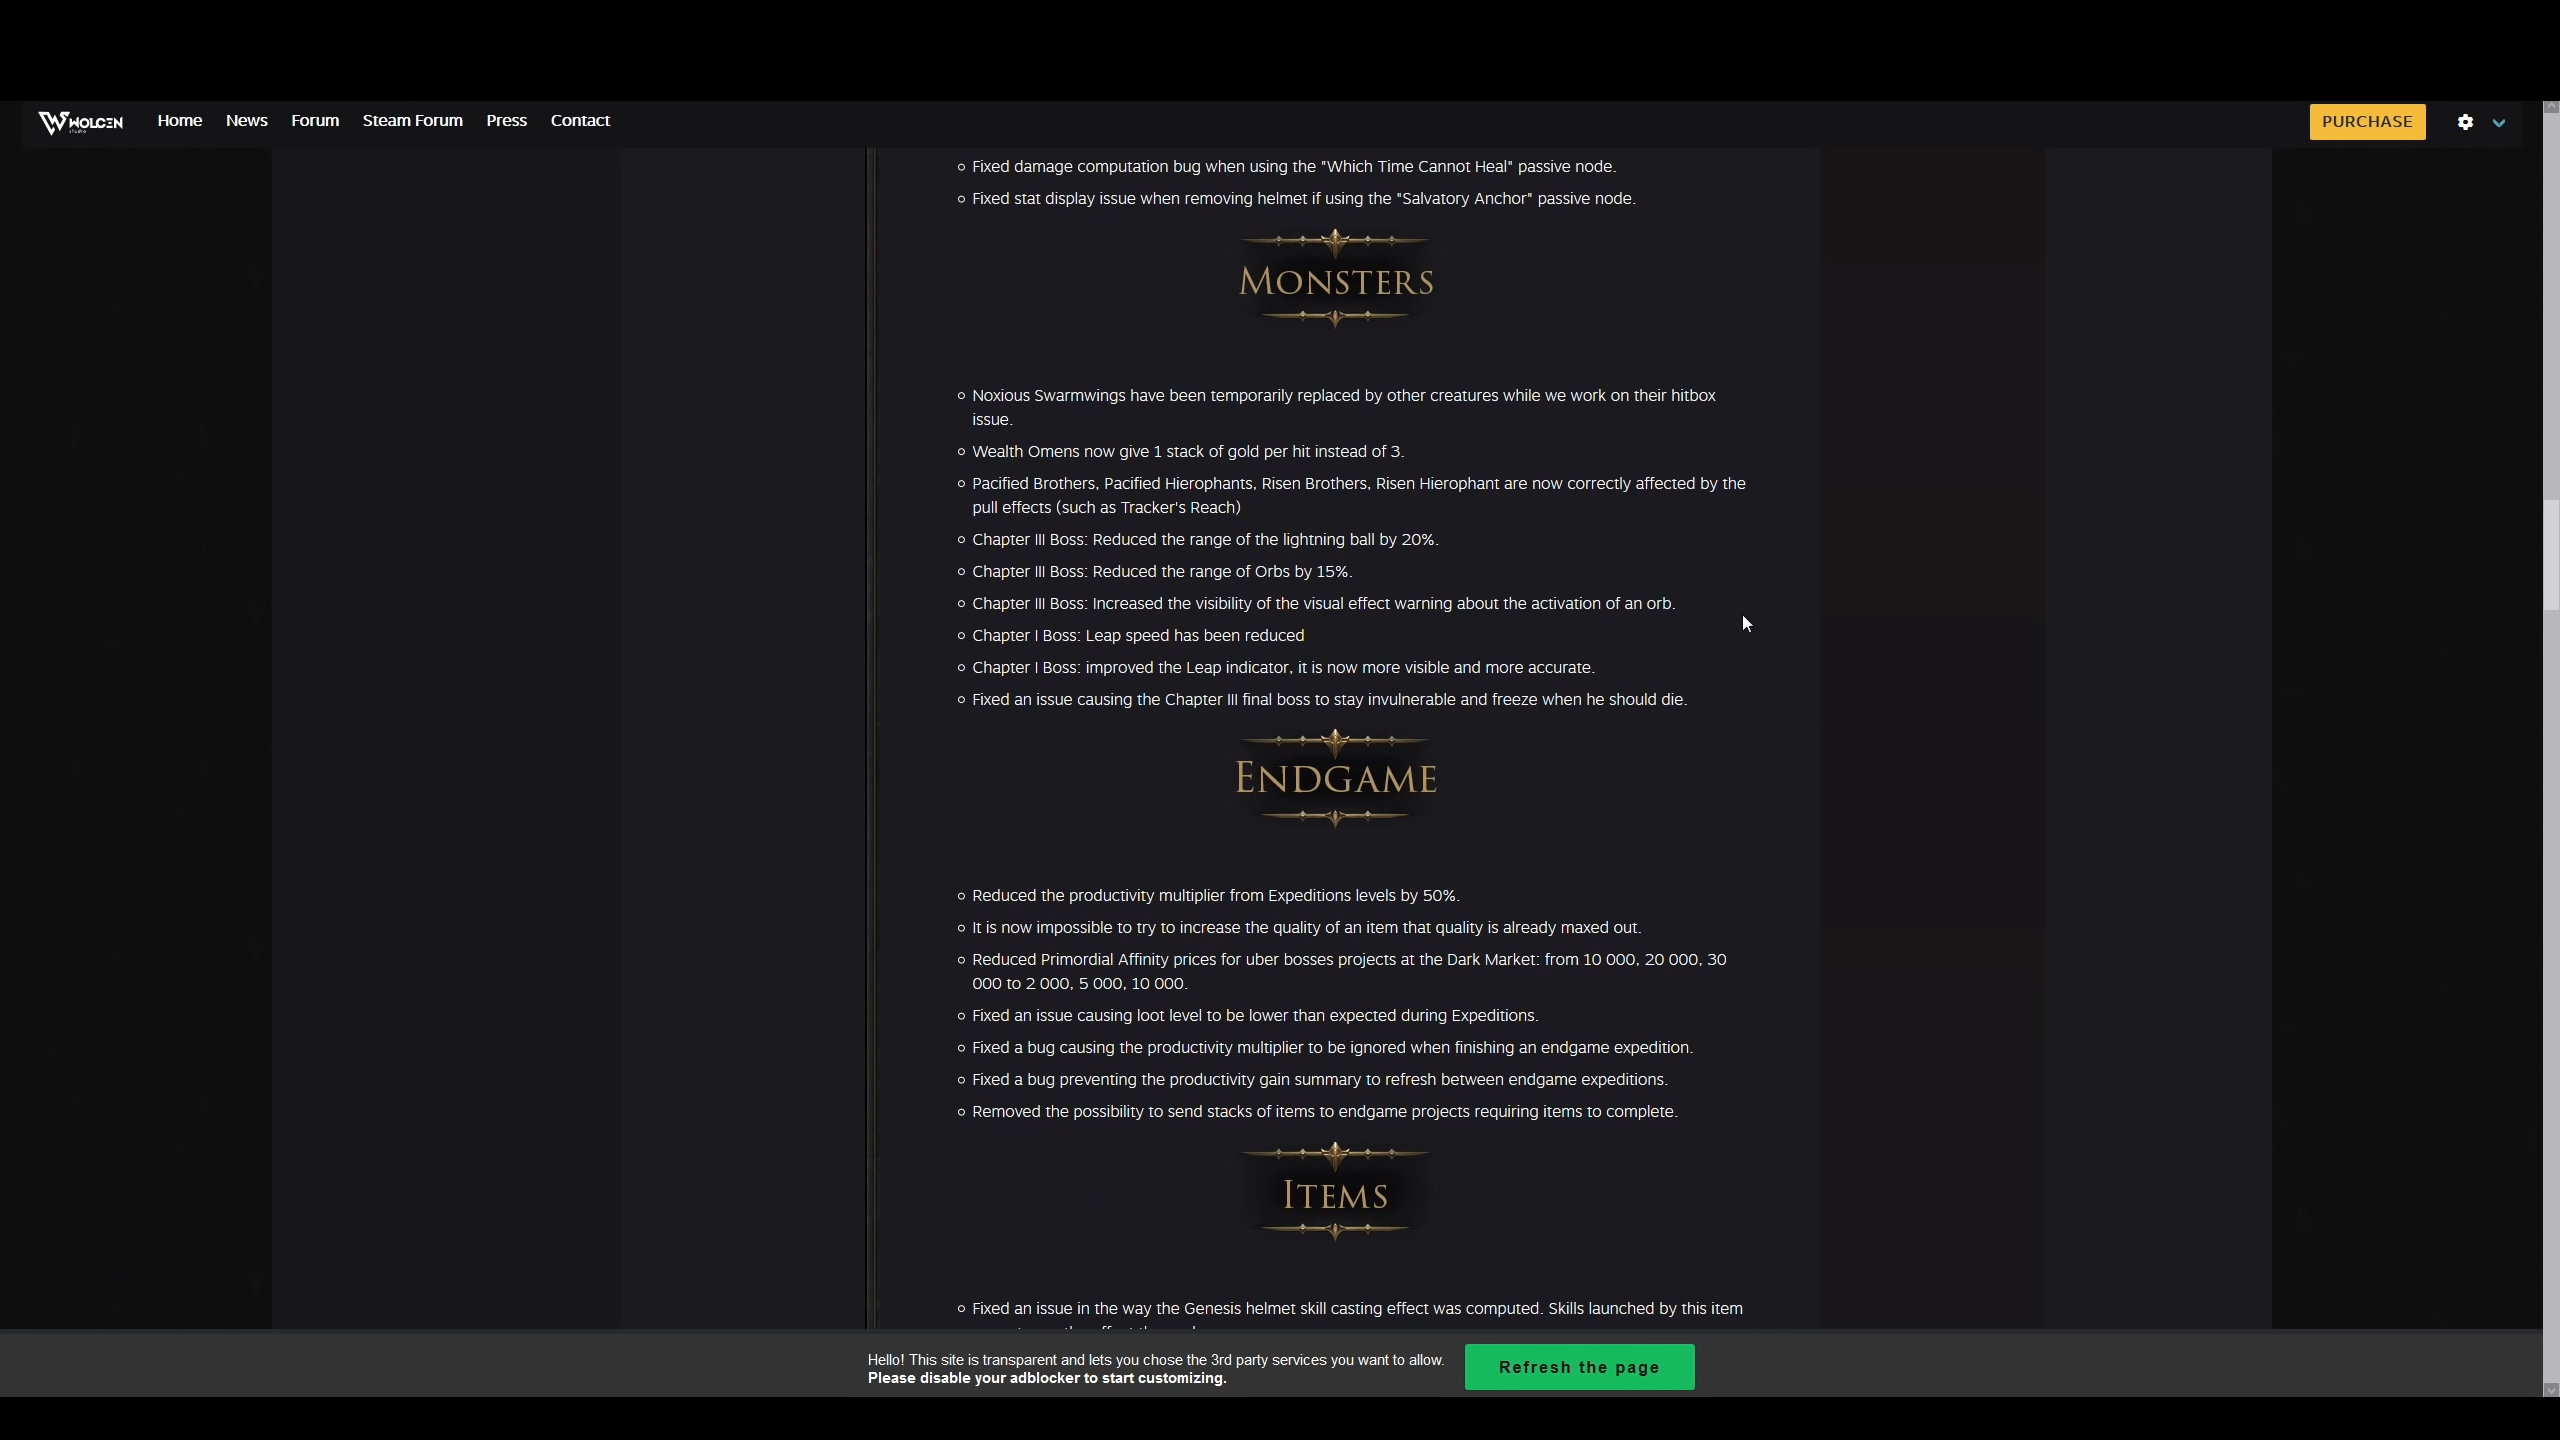 WOLCEN
studio
Home News Forum Steam Forum Press Contact
PURCHASE
Fixed damage computation bug when using the "Which Time Cannot Heal" passive node.
Fixed stat display issue when removing helmet if using the "Salvatory Anchor" passive node.
MONSTERS
Noxious Swarmwings have been temporarily replaced by other creatures while we work on their hitbox
issue.
Wealth Omens now give 1 stack of gold per hit instead of 3.
Pacified Brothers, Pacified Hierophants, Risen Brothers, Risen Hierophant are now correctly affected by the
pull effects (such as Tracker's Reach)
Chapter III Boss: Reduced the range of the lightning ball by 20%.
Chapter III Boss: Reduced the range of Orbs by 15%.
Chapter III Boss: Increased the visibility of the visual effect warning about the activation of an orb.
Chapter I Boss: Leap speed has been reduced
Chapter I Boss: improved the Leap indicator, it is now more visible and more accurate.
Fixed an issue causing the Chapter III final boss to stay invulnerable and freeze when he should die.
ENDGAME
Reduced the productivity multiplier from Expeditions levels by 50%.
It is now impossible to try to increase the quality of an item that quality is already maxed out.
Reduced Primordial Affinity prices for uber bosses projects at the Dark Market: from 10 000, 20 000, 30
000 to 2 000, 5 000, 10 000.
Fixed an issue causing loot level to be lower than expected during Expeditions.
Fixed a bug causing the productivity multiplier to be ignored when finishing an endgame expedition.
Fixed a bug preventing the productivity gain summary to refresh between endgame expeditions.
Removed the possibility to send stacks of items to endgame projects requiring items to complete.
ITEMS
Fixed an issue in the way the Genesis helmet skill casting effect was computed. Skills launched by this item
Hello! This site is transparent and lets you chose the 3rd party services you want to allow.
Please disable your adblocker to start customizing.
Refresh the page